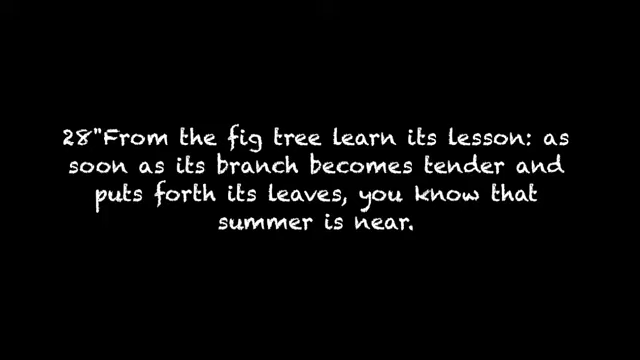 28"From the fig tree learn its lesson: as
soon as its branch becomes tender and
puts forth its leaves, you know that
summer is near.